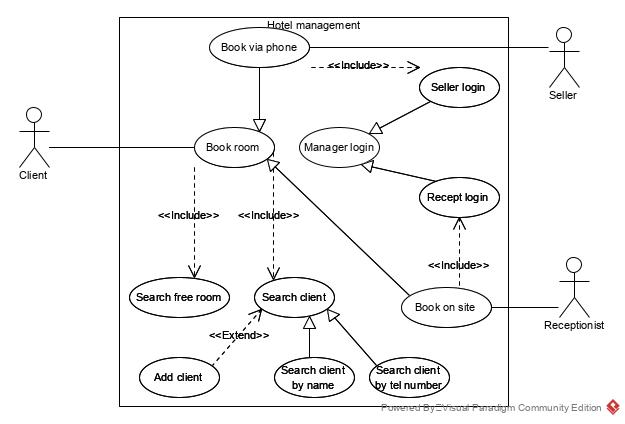 Hotel management
Book via phone
<<Include>>
Seller login
Seller
Book room
Manager login
Client
Recept login
<<Include>>
<<Include>>
<<Include>>
Search free room
Search client
Book on site
Receptionist
<<Extend>>
Add client
Search client
by name
Search client
by tel number
Powered By Visual Paradigm Community Edition